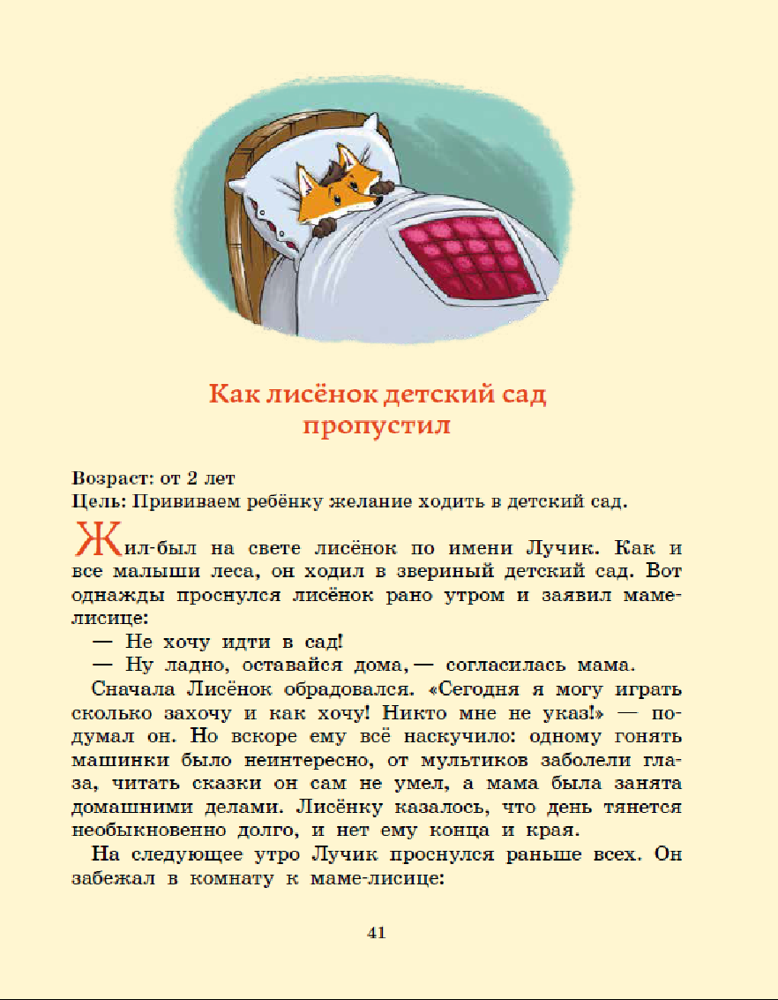 Как лисёнок детский сад
пропустил
Возраст: от 2 лет
Цель: Прививаем ребёнку желание ходить в детский сад.
Жил-был на свете лисёнок по имени Лучик. Как и
все малыши леса, он ходил в звериный детский сад. Вот
однажды проснулся лисёнок рано утром и заявил маме-
лисице:
— Не хочу идти в сад!
— Ну ладно, оставайся дома, — согласилась мама.
Сначала Лисёнок обрадовался. «Сегодня я могу играть
сколько захочу и как хочу! Никто мне не указ!» — по-
думал он. Но вскоре ему всё наскучило: одному гонять
машинки было неинтересно, от мультиков заболели гла-
за, читать сказки он сам не умел, а мама была занята
домашними делами. Лисёнку казалось, что день тянется
необыкновенно долго, и нет ему конца и края.
На следующее утро Лучик проснулся раньше всех. Он
забежал в комнату к маме-лисице:
41